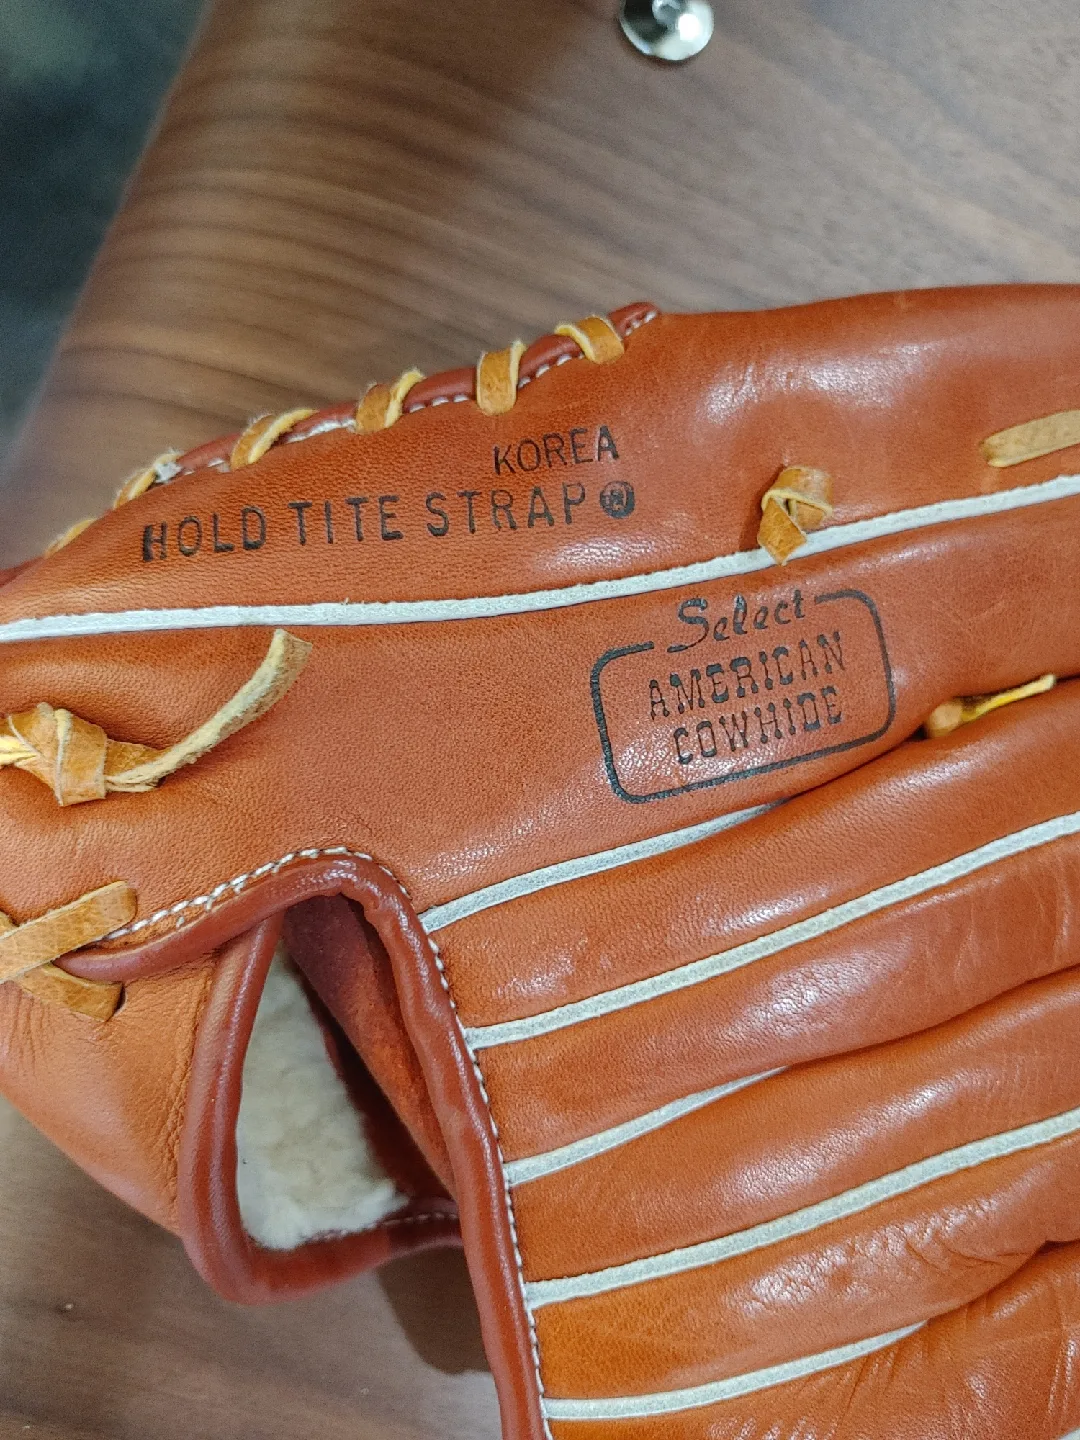 KOREA
HOLD TITE STRAP®
Select
AMERICAN
COWHIDE